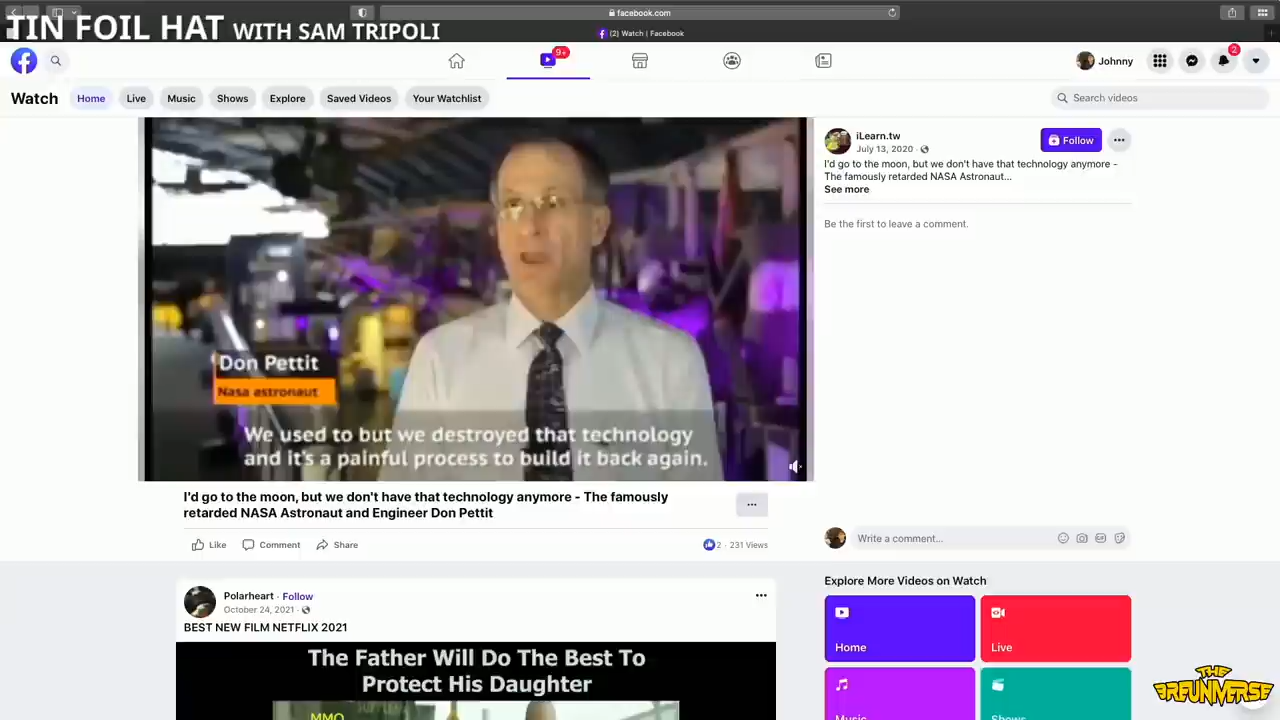 TIN FOIL HAT WITH SAM TRIPOLI
facebook.com
(2) Watch | Facebook
9+
Johnny
2
Watch
Home
Live
Music
Shows
Explore
Saved Videos
Your Watchlist
Search videos
Don Pettit
Nasa astronaut
We used to but we destroyed that technology
and it's a painful process to build it back again.
iLearn.tw
July 13, 2020 ·
Follow
I'd go to the moon, but we don't have that technology anymore -
The famously retarded NASA Astronaut...
See more
Be the first to leave a comment.
I'd go to the moon, but we don't have that technology anymore - The famously
retarded NASA Astronaut and Engineer Don Pettit
Like
Comment
Share
2 · 231 Views
Write a comment...
Polarheart · Follow
October 24, 2021 ·
BEST NEW FILM NETFLIX 2021
The Father Will Do The Best To
Protect His Daughter
MMO
Explore More Videos on Watch
Home
Live
Music
Shows
THE
BREUNIVERSE